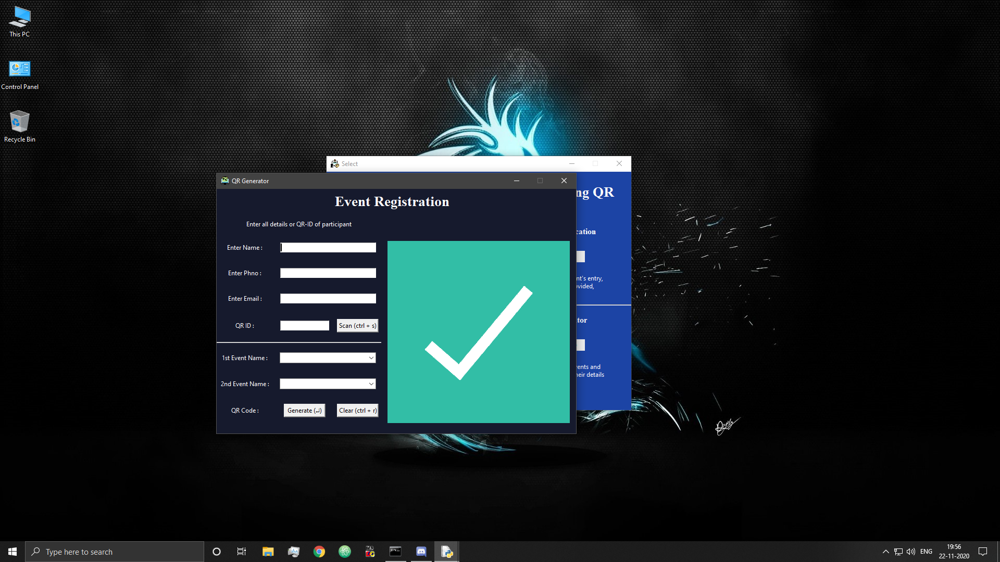 This PC
Control Panel
Recycle Bin
Select
QR Generator
ng QR
Event Registration
Enter all details or QR-ID of participant
cation
Enter Name :
Enter Phno :
nt's entry,
ovided,
Enter Email :
QR ID :
Scan (ctrl + s)
tor
1st Event Name :
vents and
heir details
2nd Event Name :
QR Code :
Generate (↵)
Clear (ctrl + r)
Type here to search
ENG
19:56
22-11-2020